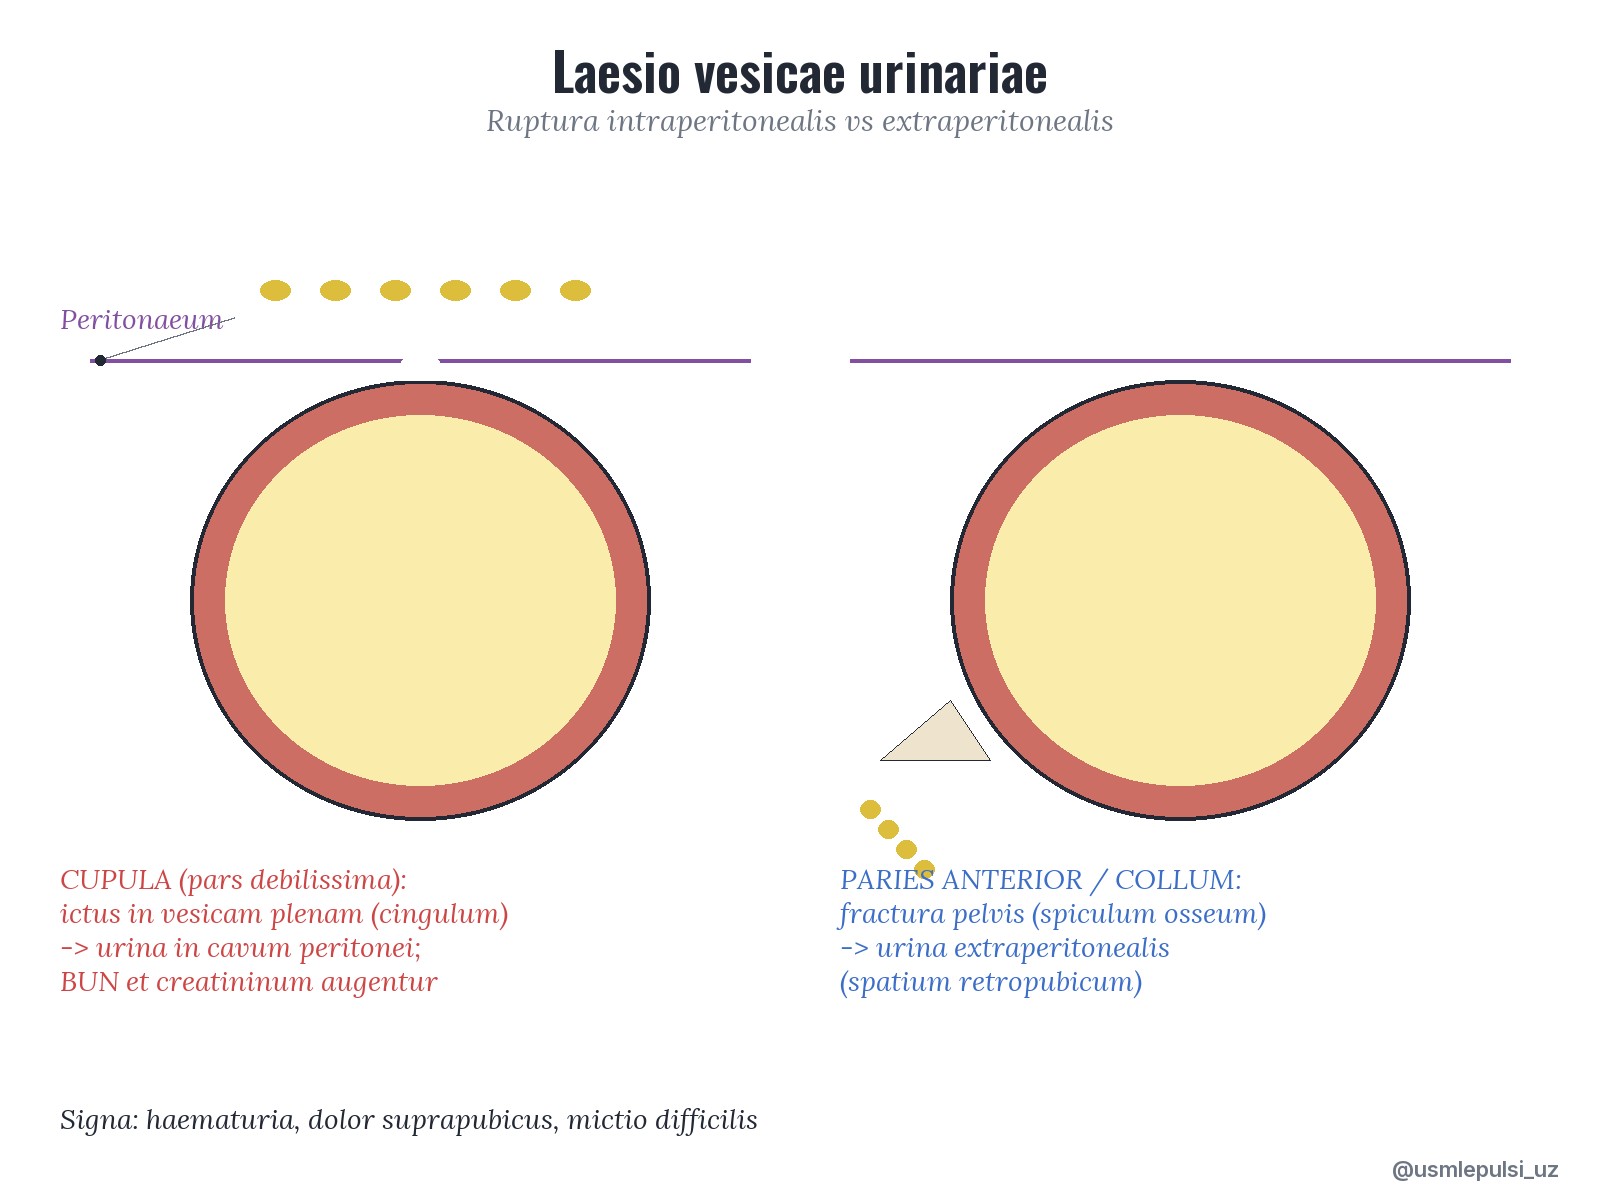 Laesio vesicae urinariae
Ruptura intraperitonealis vs extraperitonealis
Peritonaeum
CUPULA (pars debilissima):
ictus in vesicam plenam (cingulum)
-> urina in cavum peritonei;
BUN et creatininum augentur
PARIES ANTERIOR / COLLUM:
fractura pelvis (spiculum osseum)
-> urina extraperitonealis
(spatium retropubicum)
Signa: haematuria, dolor suprapubicus, mictio difficilis
@usmlepulsi_uz